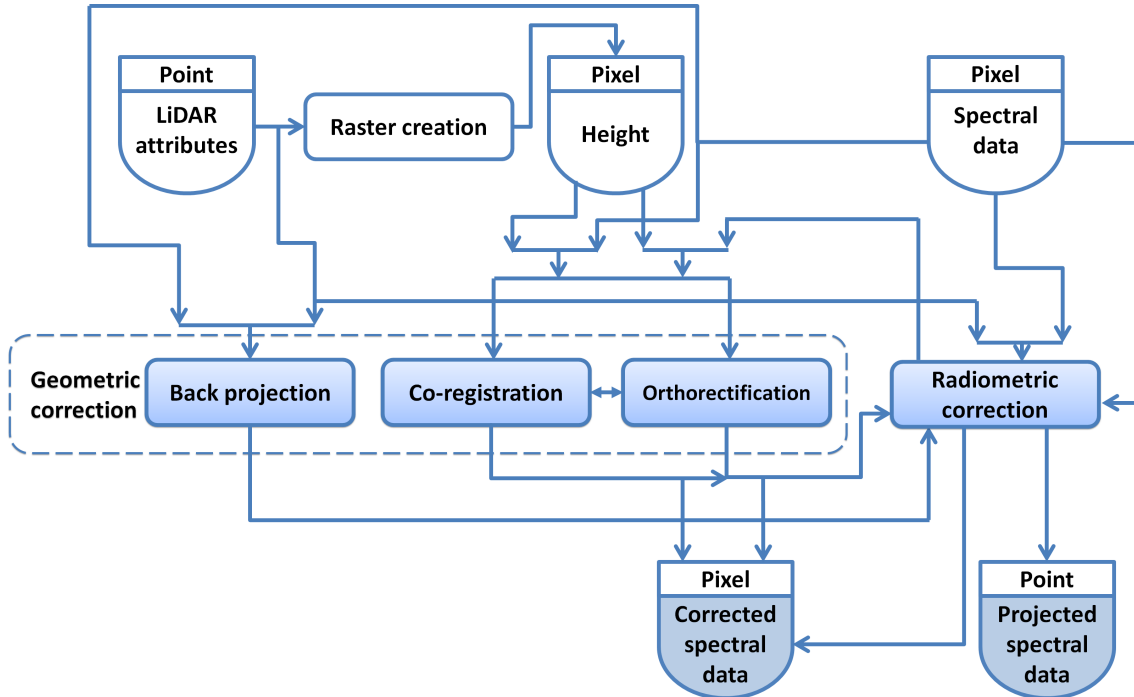 Point
LiDAR
attributes
Raster creation
Pixel
Height
Pixel
Spectral
data
Geometric
correction
Back projection
Co-registration
Orthorectification
Radiometric
correction
Pixel
Corrected
spectral
data
Point
Projected
spectral
data